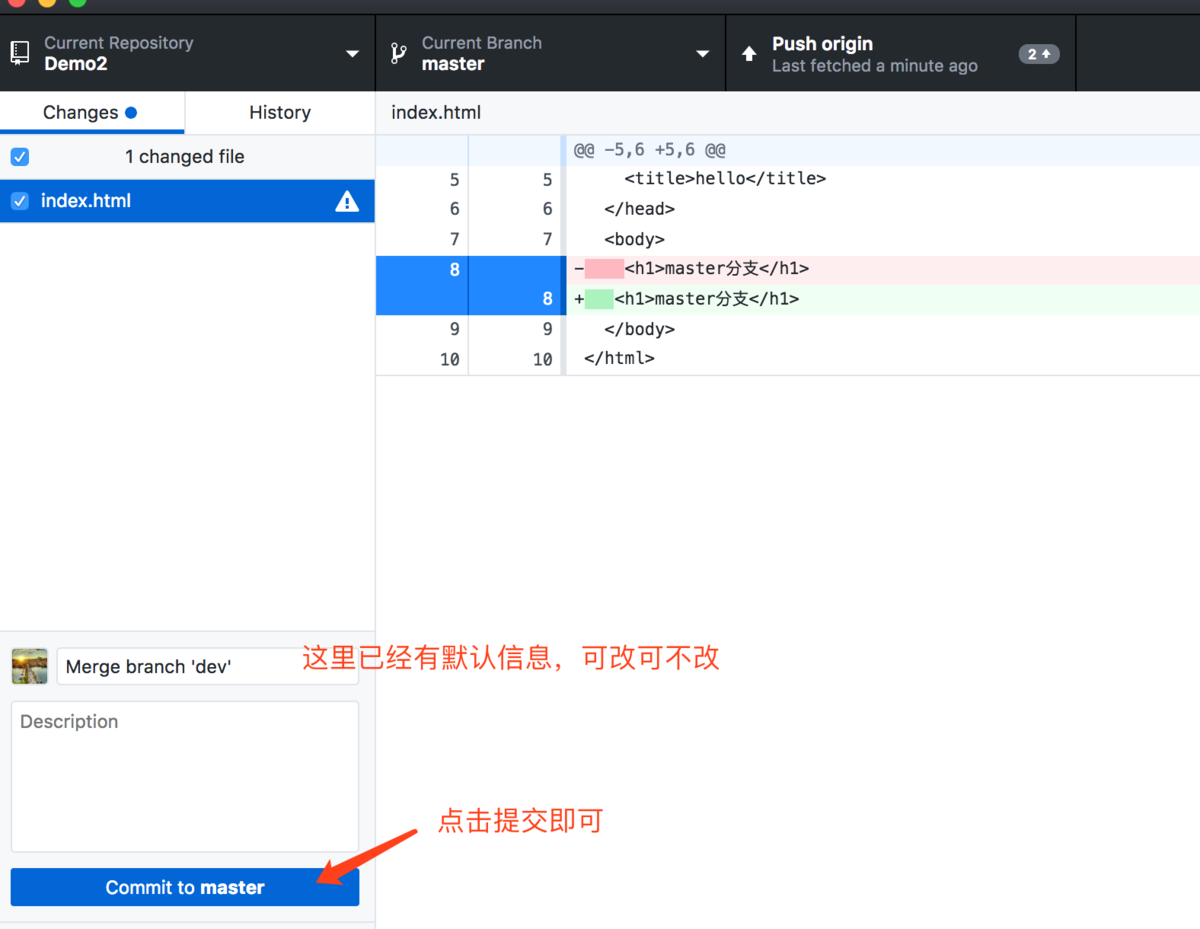 Current Repository
Demo2
Current Branch
master
Push origin
Last fetched a minute ago
2
Changes
History
index.html
1 changed file
index.html
@@ -5,6 +5,6 @@
5 5 <title>hello</title>
6 6 </head>
7 7 <body>
8 - <h1>master分支</h1>
8 + <h1>master分支</h1>
9 9 </body>
10 10 </html>
Merge branch 'dev'
这里已经有默认信息，可改可不改
Description
点击提交即可
Commit to master